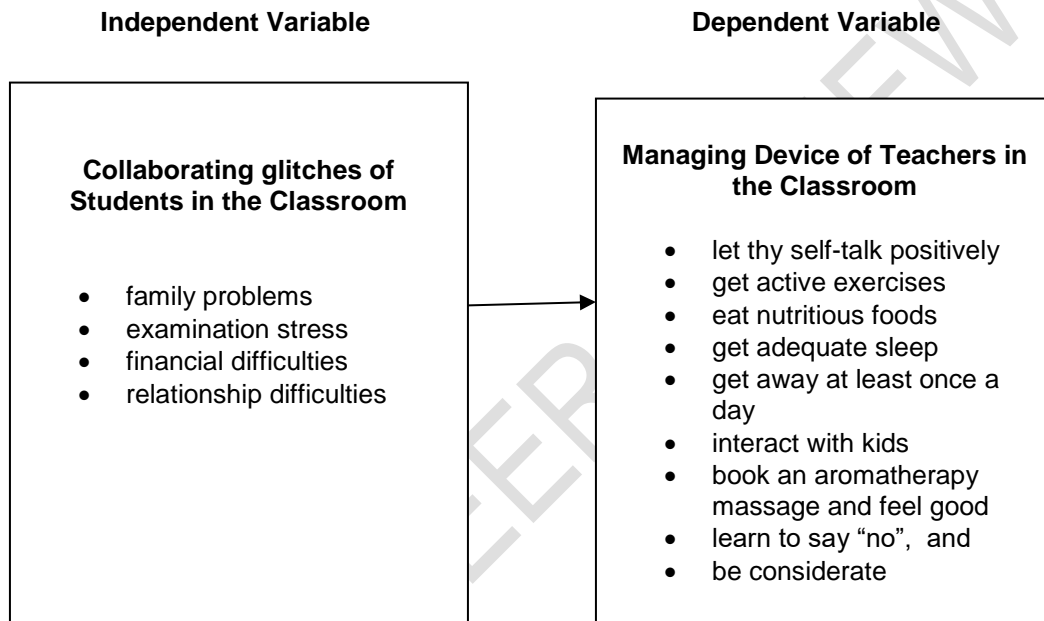 Independent Variable
Dependent Variable
Collaborating glitches of
Students in the Classroom
• family problems
• examination stress
• financial difficulties
• relationship difficulties
Managing Device of Teachers in
the Classroom
• let thy self-talk positively
• get active exercises
• eat nutritious foods
• get adequate sleep
• get away at least once a
day
• interact with kids
• book an aromatherapy
massage and feel good
• learn to say “no”, and
• be considerate